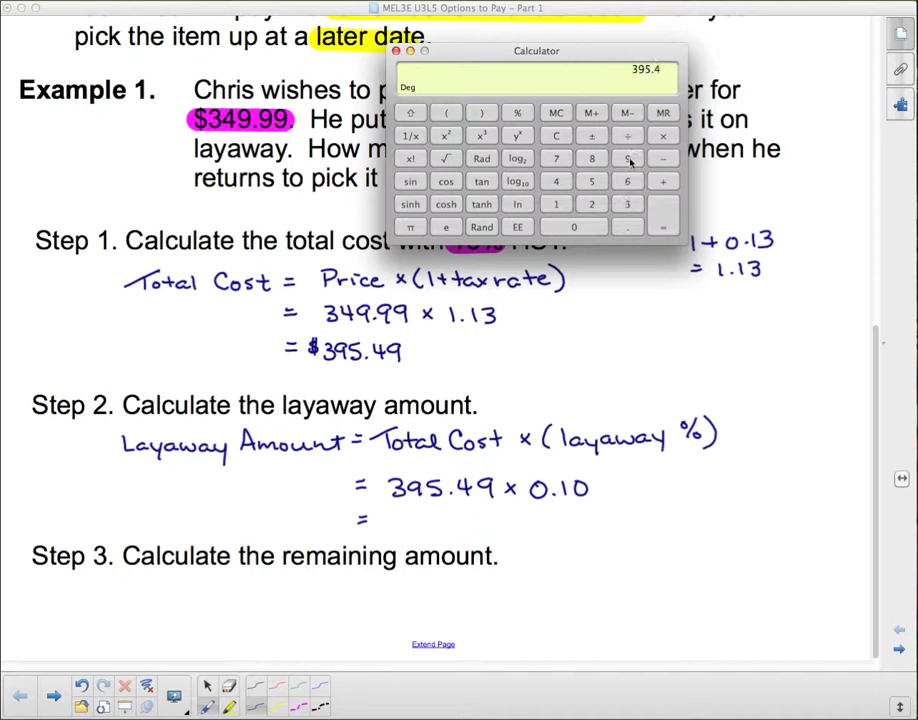 MEL3E U3L5 Options to Pay - Part 1
pick the item up at a later date.
Calculator
395.4
Deg
( ) % MC M+ M- MR
1/x x² x³ yˣ C ± ÷ ×
x! √ Rad log₂ 7 8 9 −
sin cos tan log₁₀ 4 5 6 +
sinh cosh tanh ln 1 2 3
π e Rand EE 0 . =
Example 1. Chris wishes to p er for
$349.99. He put s it on
layaway. How m when he
returns to pick it
Step 1. Calculate the total cost with HST.
1 + 0.13
= 1.13
Total Cost = Price × (1+tax rate)
= 349.99 × 1.13
= $395.49
Step 2. Calculate the layaway amount.
Layaway Amount = Total Cost × (layaway %)
= 395.49 × 0.10
=
Step 3. Calculate the remaining amount.
Extend Page